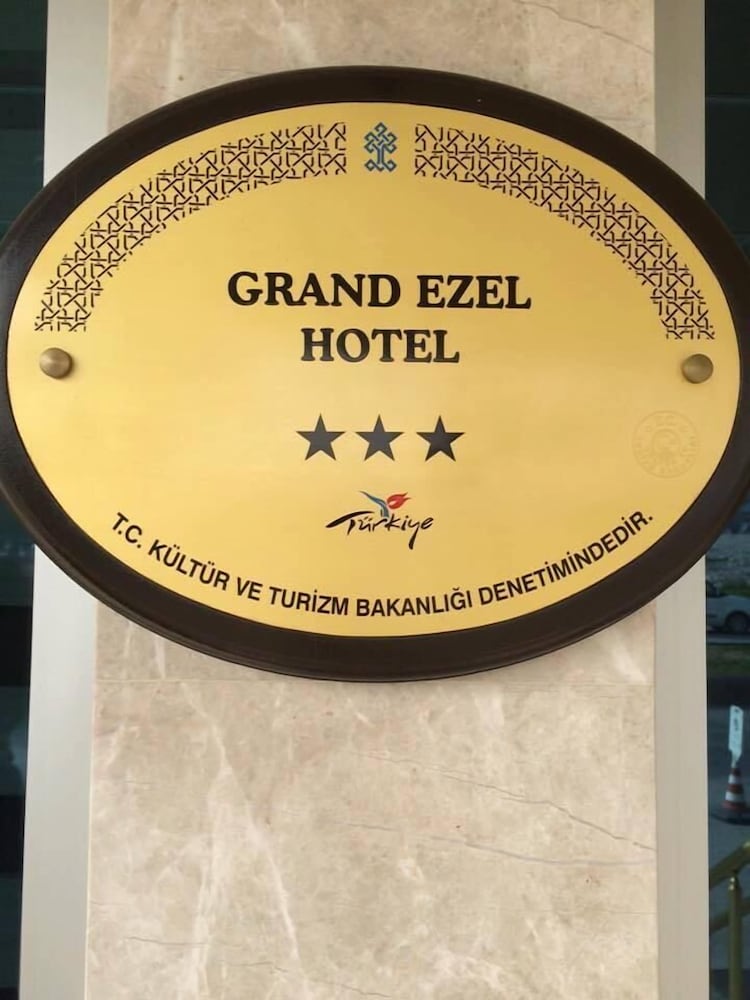 GRAND EZEL
HOTEL
★★★
Türkiye
T.C. KÜLTÜR VE TURİZM BAKANLIĞI DENETİMİNDEDİR.